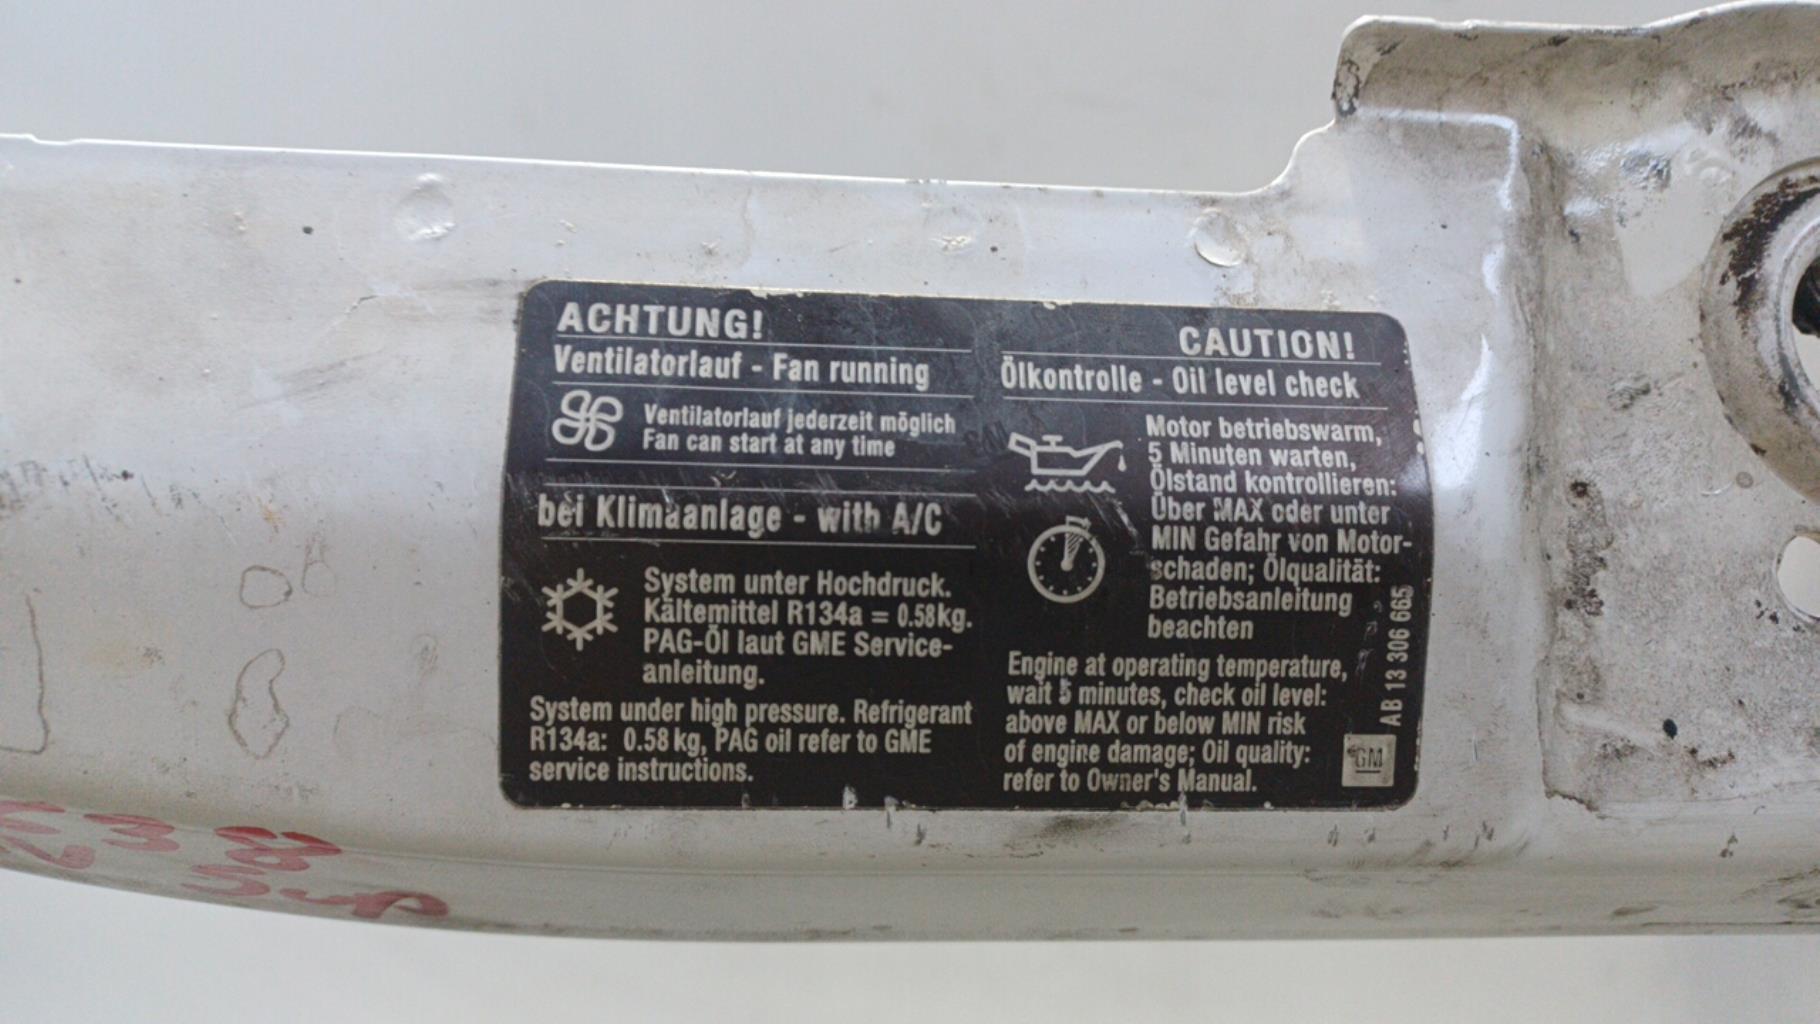 ACHTUNG!
Ventilatorlauf - Fan running
Ventilatorlauf jederzeit möglich
Fan can start at any time
bei Klimaanlage - with A/C
System unter Hochdruck.
Kältemittel R134a = 0.58kg.
PAG-Öl laut GME Service-
anleitung.
System under high pressure. Refrigerant
R134a: 0.58 kg, PAG oil refer to GME
service instructions.
CAUTION!
Ölkontrolle - Oil level check
Motor betriebswarm,
5 Minuten warten,
Ölstand kontrollieren:
Über MAX oder unter
MIN Gefahr von Motor-
schaden; Ölqualität:
Betriebsanleitung
beachten
Engine at operating temperature,
wait 5 minutes, check oil level:
above MAX or below MIN risk
of engine damage; Oil quality:
refer to Owner's Manual.
AB 13 306 665
GM